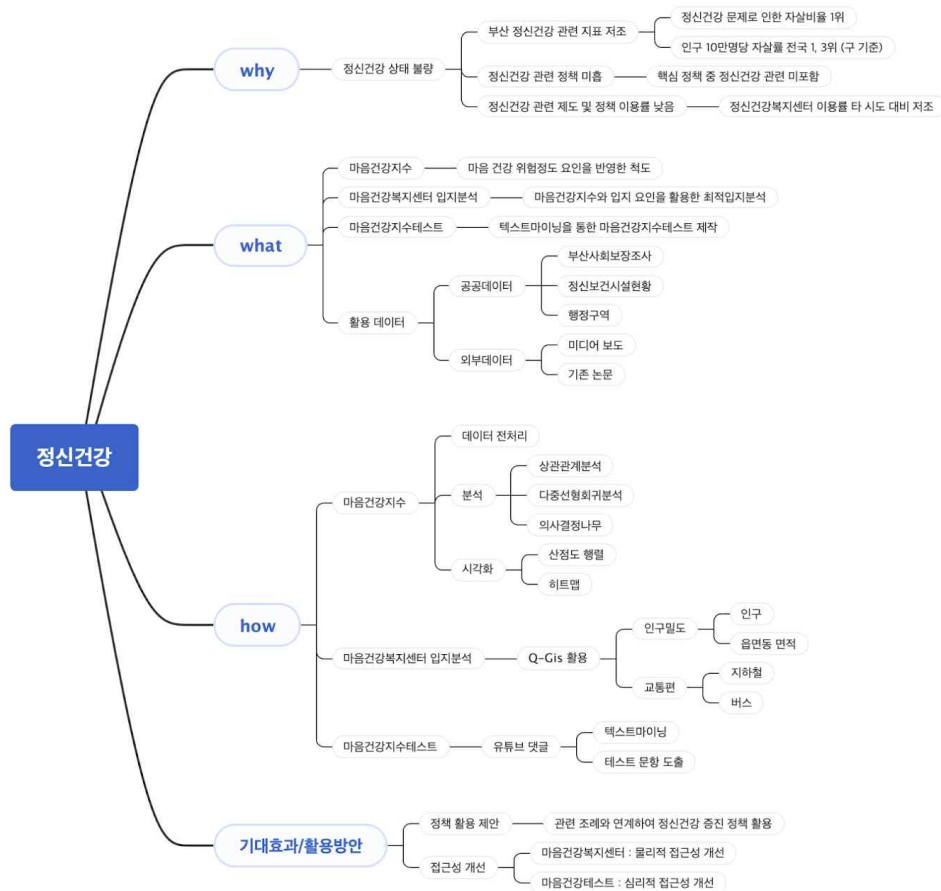 정신건강
why
정신건강 상태 불량
부산 정신건강 관련 지표 저조
정신건강 문제로 인한 자살비율 1위
인구 10만명당 자살률 전국 1, 3위 (구 기준)
정신건강 관련 정책 미흡
핵심 정책 중 정신건강 관련 미포함
정신건강 관련 제도 및 정책 이용률 낮음
정신건강복지센터 이용률 타 시도 대비 저조
what
마음건강지수
마음 건강 위험정도 요인을 반영한 척도
마음건강복지센터 입지분석
마음건강지수와 입지 요인을 활용한 최적입지분석
마음건강지수테스트
텍스트마이닝을 통한 마음건강지수테스트 제작
활용 데이터
공공데이터
부산사회보장조사
정신보건시설현황
행정구역
외부데이터
미디어 보도
기존 논문
how
마음건강지수
데이터 전처리
분석
상관관계분석
다중선형회귀분석
의사결정나무
시각화
산점도 행렬
히트맵
마음건강복지센터 입지분석
Q-Gis 활용
인구밀도
인구
읍면동 면적
교통편
지하철
버스
마음건강지수테스트
유튜브 댓글
텍스트마이닝
테스트 문항 도출
기대효과/활용방안
정책 활용 제안
관련 조례와 연계하여 정신건강 증진 정책 활용
접근성 개선
마음건강복지센터 : 물리적 접근성 개선
마음건강테스트 : 심리적 접근성 개선